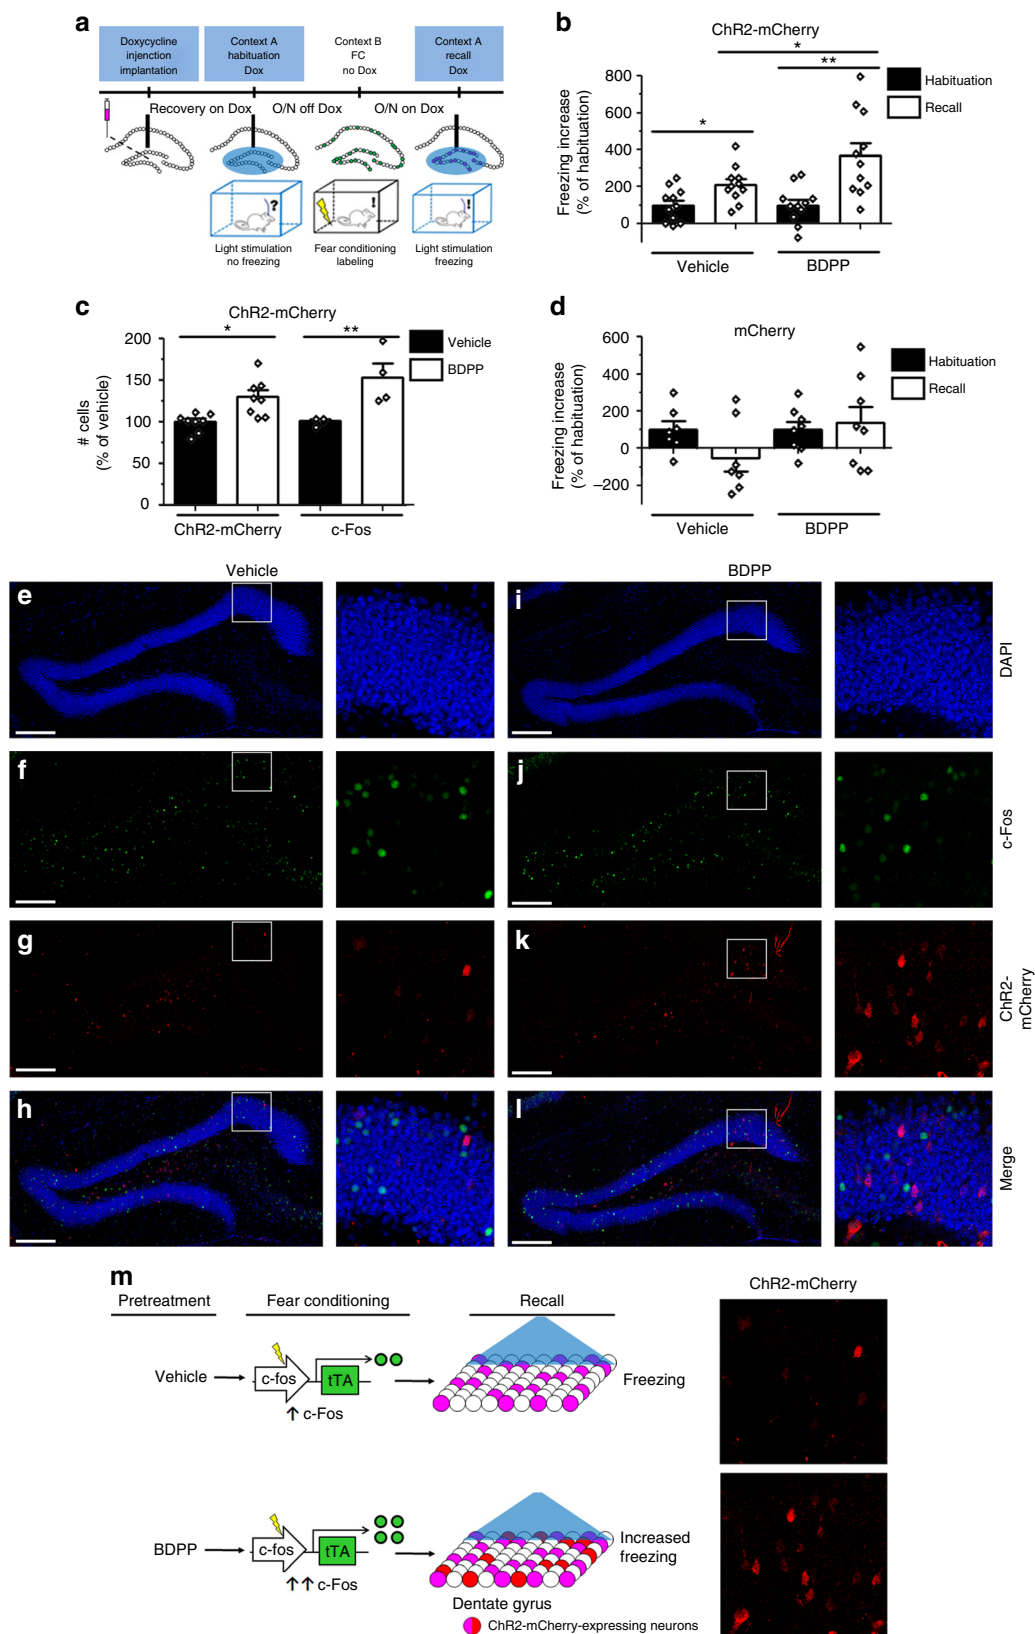 a
Doxycycline
injenction
implantation
Context A
habituation
Dox
Context B
FC
no Dox
Context A
recall
Dox
Recovery on Dox
O/N off Dox
O/N on Dox
?
!
!
Light stimulation
no freezing
Fear conditioning
labeling
Light stimulation
freezing
b
ChR2-mCherry
*
**
*
Freezing increase
(% of habituation)
800
600
400
200
0
Habituation
Recall
Vehicle
BDPP
c
ChR2-mCherry
*
**
# cells
(% of vehicle)
200
150
100
50
0
Vehicle
BDPP
ChR2-mCherry
c-Fos
d
mCherry
Freezing increase
(% of habituation)
600
400
200
0
−200
Habituation
Recall
Vehicle
BDPP
Vehicle
BDPP
e
i
DAPI
f
j
c-Fos
g
k
ChR2-
mCherry
h
l
Merge
m
Pretreatment
Fear conditioning
Recall
ChR2-mCherry
Vehicle
c-fos
tTA
↑ c-Fos
Freezing
BDPP
c-fos
tTA
↑↑ c-Fos
Increased
freezing
Dentate gyrus
ChR2-mCherry-expressing neurons